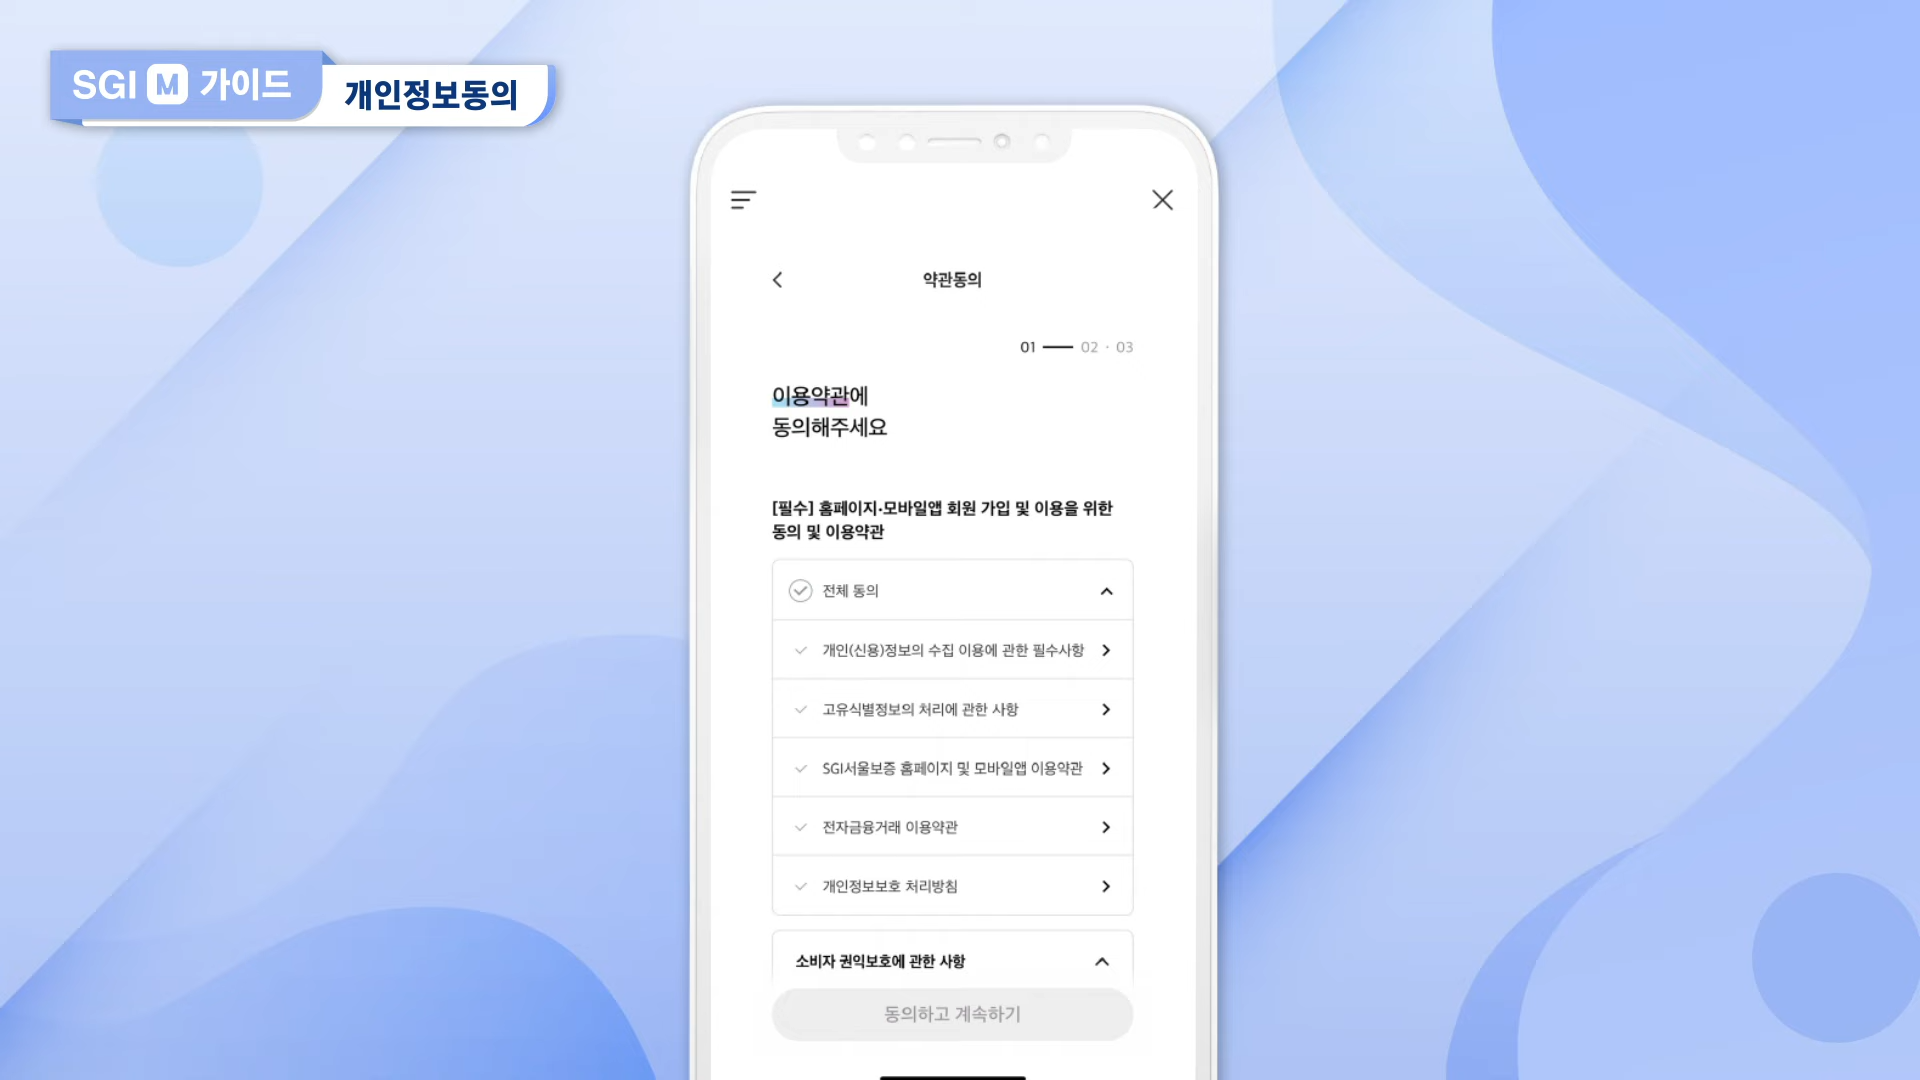 SGI M 가이드 개인정보동의
약관동의
01 02 · 03
이용약관에
동의해주세요
[필수] 홈페이지·모바일앱 회원 가입 및 이용을 위한
동의 및 이용약관
전체 동의
개인(신용)정보의 수집 이용에 관한 필수사항
고유식별정보의 처리에 관한 사항
SGI서울보증 홈페이지 및 모바일앱 이용약관
전자금융거래 이용약관
개인정보보호 처리방침
소비자 권익보호에 관한 사항
동의하고 계속하기